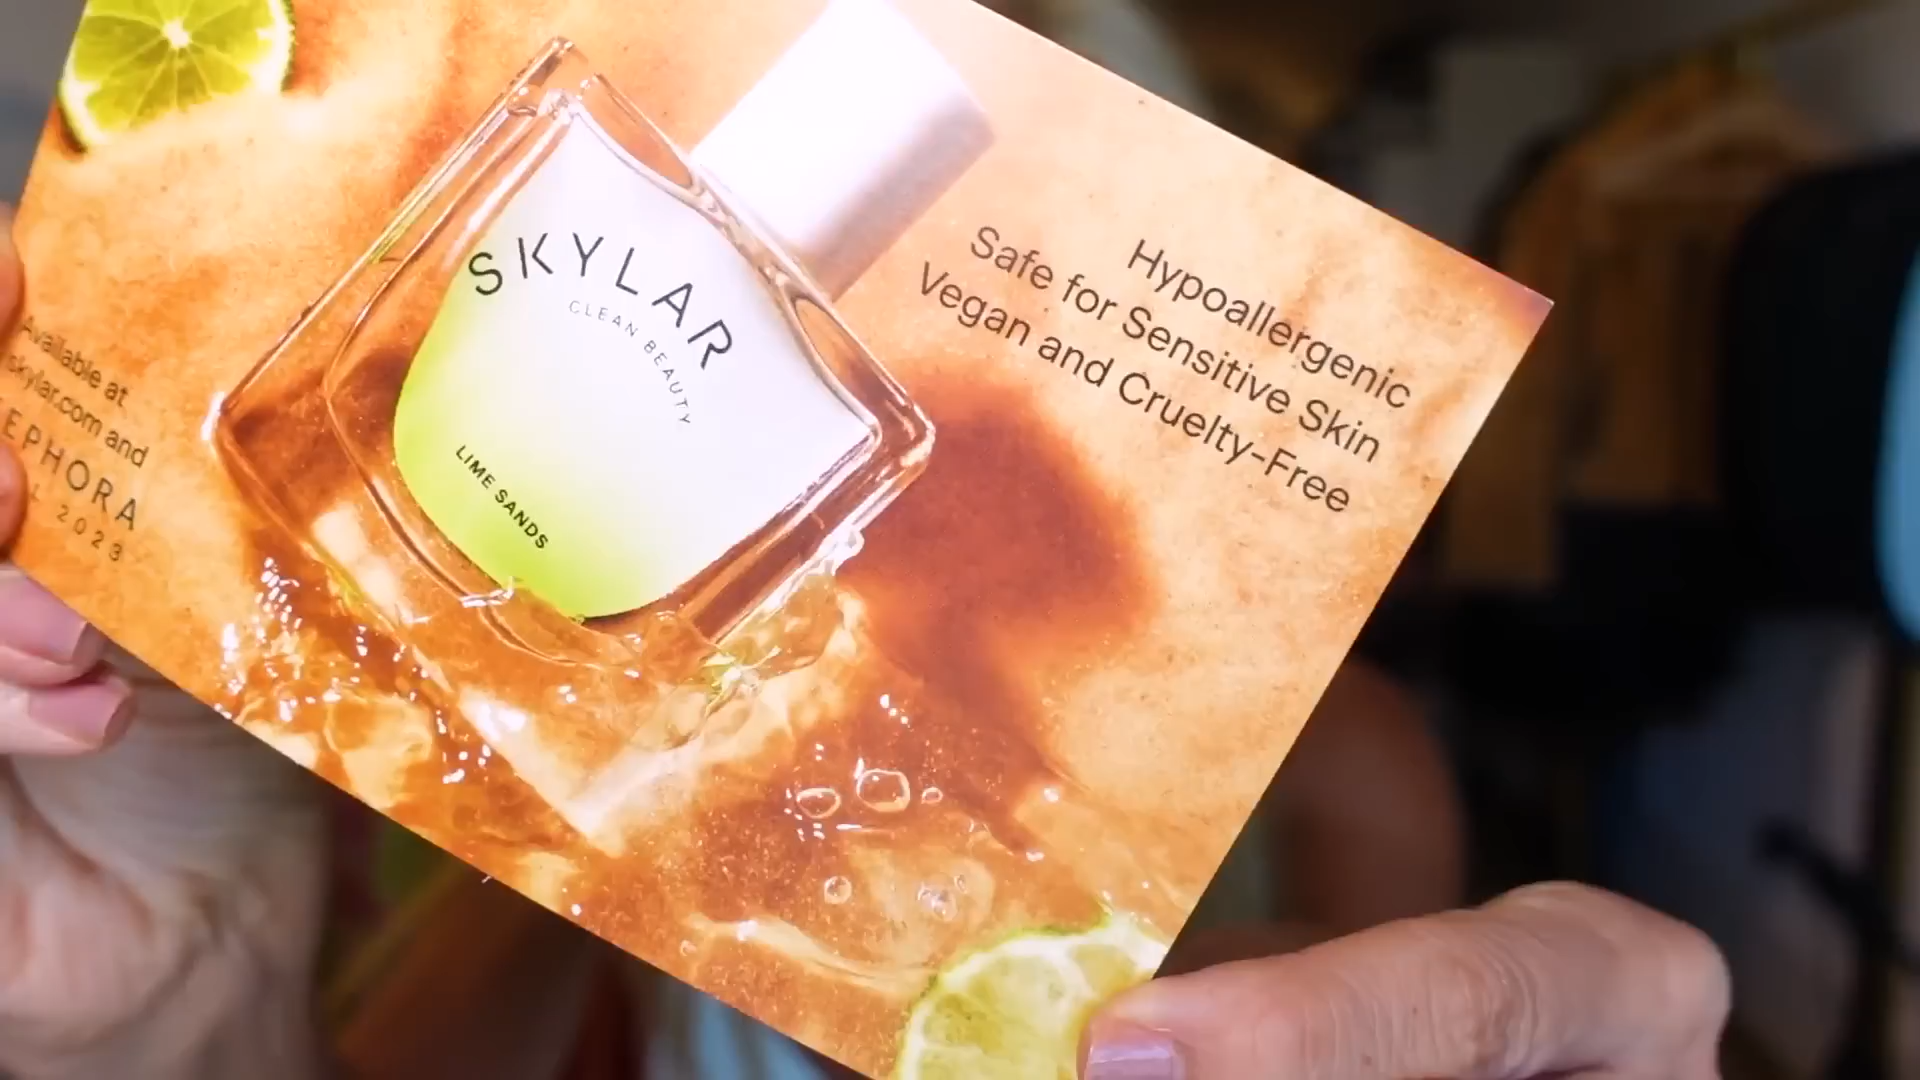 SKYLAR
CLEAN BEAUTY
LIME SANDS
Hypoallergenic
Safe for Sensitive Skin
Vegan and Cruelty-Free
Available at
skylar.com and
EPHORA
2023